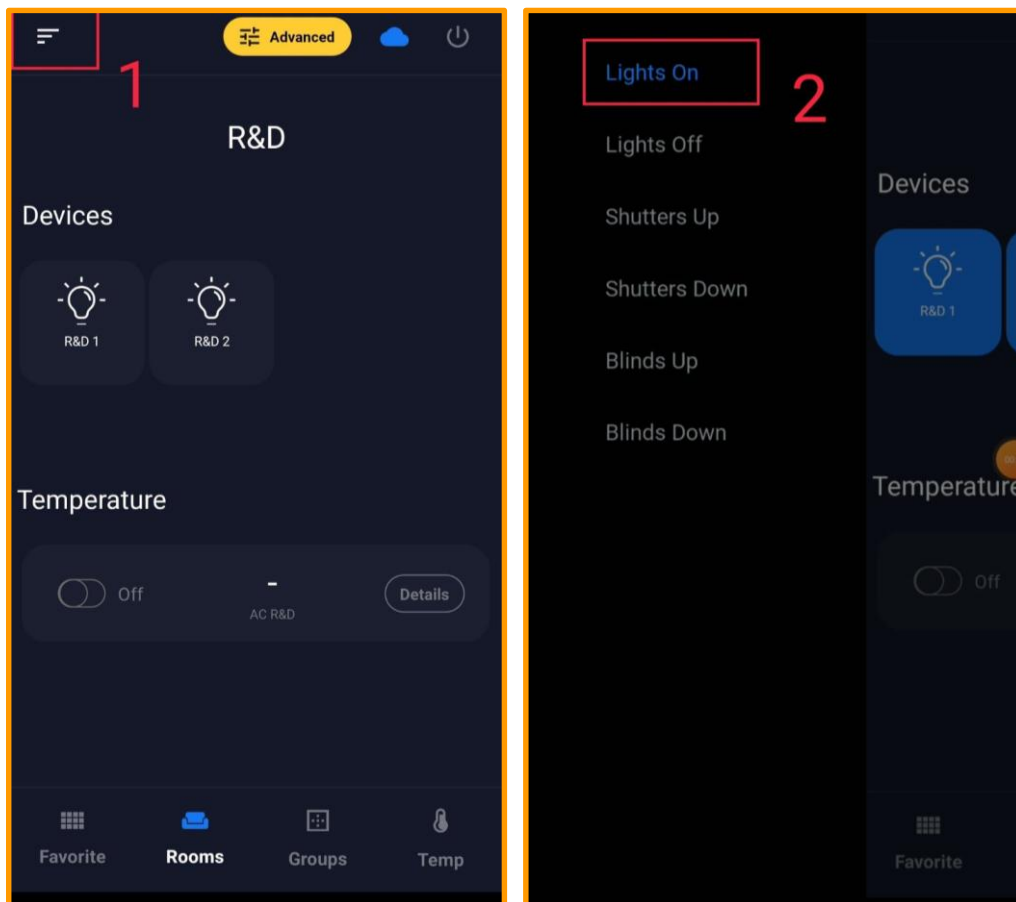 Advanced
1
R&D
Devices
R&D 1
R&D 2
Temperature
Off
-
AC R&D
Details
Favorite
Rooms
Groups
Temp
Lights On
2
Lights Off
Shutters Up
Shutters Down
Blinds Up
Blinds Down
Devices
R&D 1
Temperature
Off
Favorite